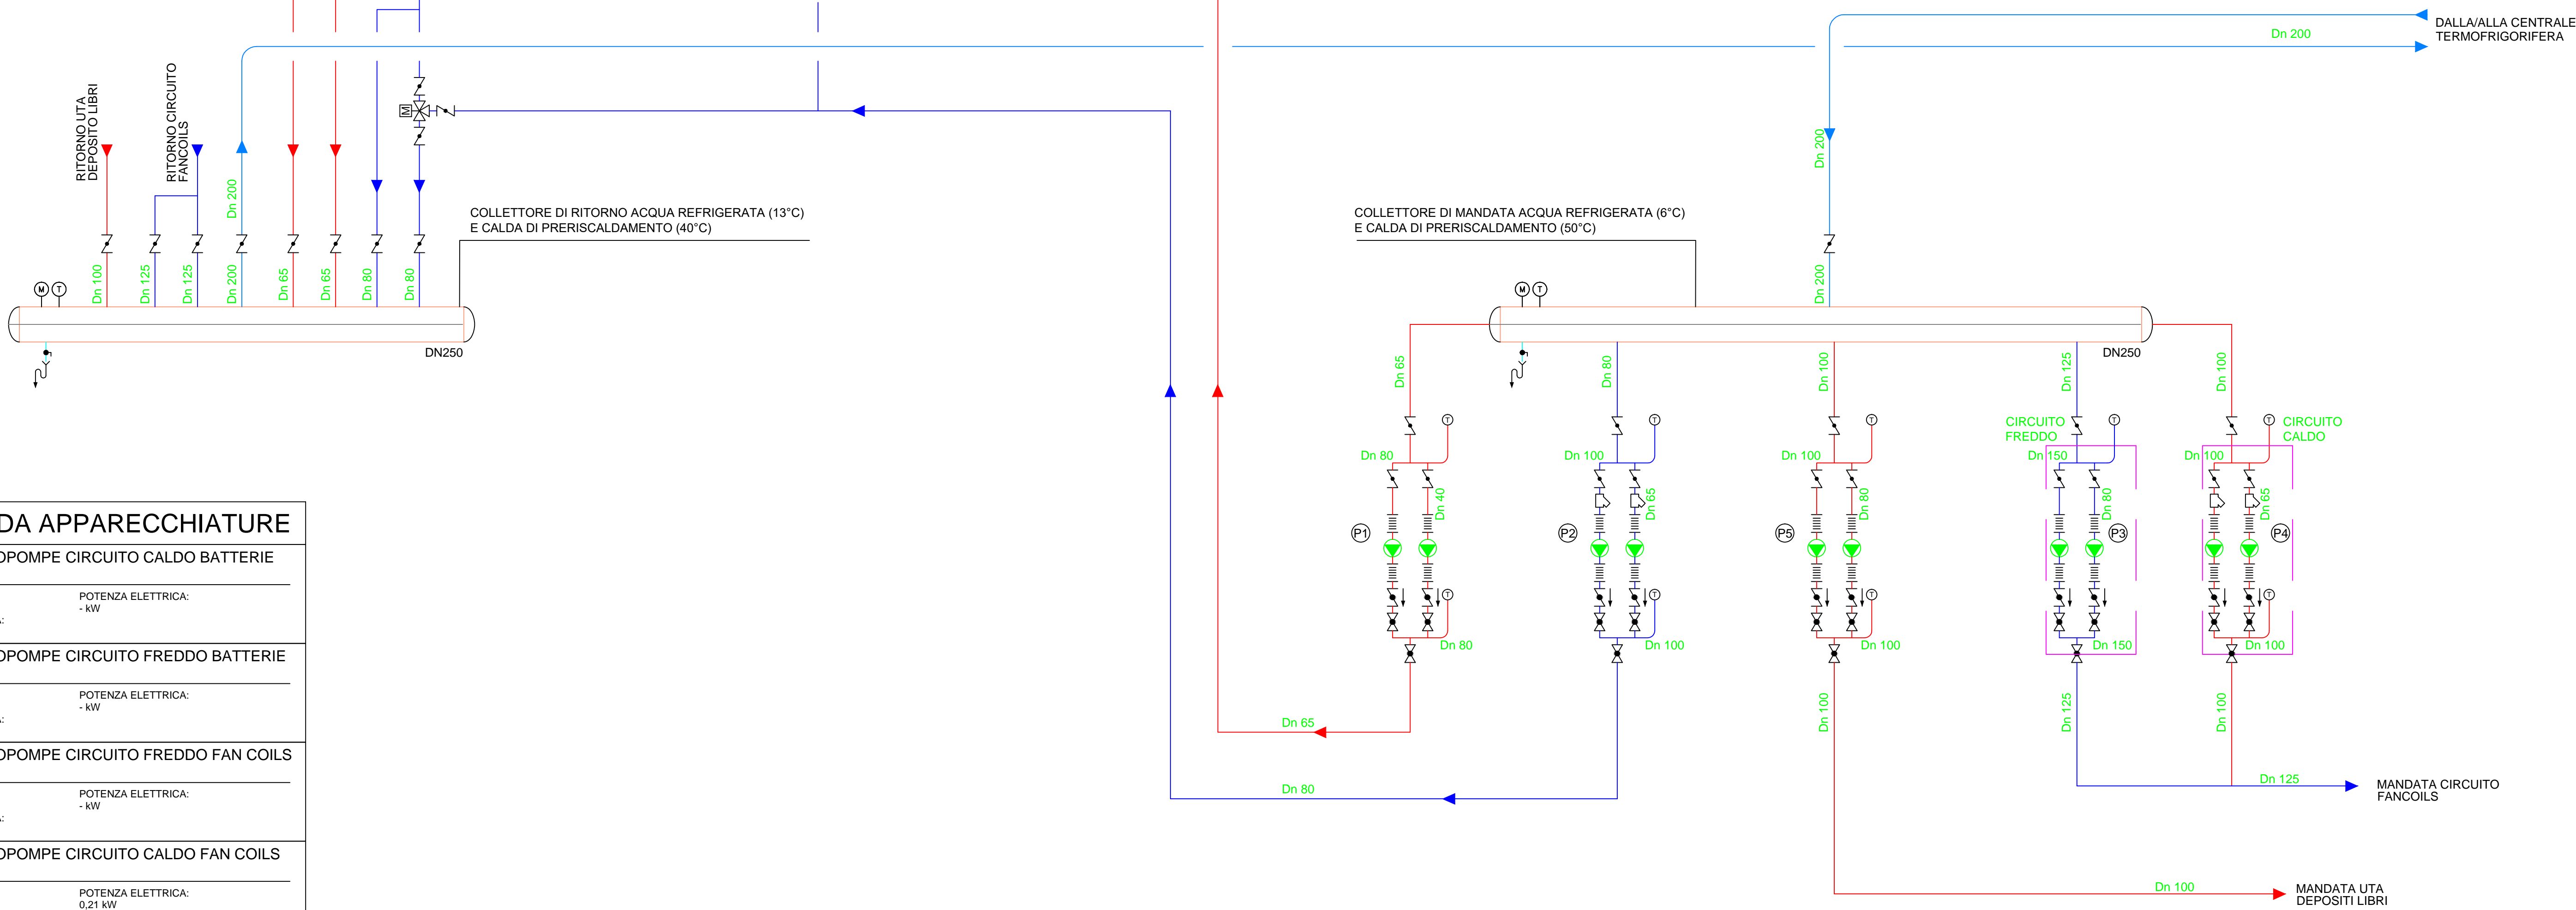 DALLA/ALLA CENTRALE
TERMOFRIGORIFERA
Dn 200
RITORNO UTA
DEPOSITO LIBRI
RITORNO CIRCUITO
FANCOILS
M
Dn 200
Dn 200
COLLETTORE DI RITORNO ACQUA REFRIGERATA (13°C)
E CALDA DI PRERISCALDAMENTO (40°C)
COLLETTORE DI MANDATA ACQUA REFRIGERATA (6°C)
E CALDA DI PRERISCALDAMENTO (50°C)
Dn 100
Dn 125
Dn 125
Dn 200
Dn 65
Dn 65
Dn 80
Dn 80
M
T
M
T
DN250
DN250
Dn 65
Dn 80
Dn 100
Dn 125
Dn 100
T
T
T
T
T
CIRCUITO
FREDDO
CIRCUITO
CALDO
Dn 80
Dn 100
Dn 100
Dn 150
Dn 100
Dn 40
Dn 65
Dn 80
Dn 80
Dn 65
P1
P2
P5
P3
P4
T
T
T
T
Dn 80
Dn 100
Dn 100
Dn 150
Dn 100
Dn 65
Dn 80
Dn 100
Dn 125
Dn 100
Dn 125
MANDATA CIRCUITO
FANCOILS
Dn 100
MANDATA UTA
DEPOSITI LIBRI
DA APPARECCHIATURE
OPOMPE CIRCUITO CALDO BATTERIE
POTENZA ELETTRICA:
- kW
A:
OPOMPE CIRCUITO FREDDO BATTERIE
POTENZA ELETTRICA:
- kW
A:
OPOMPE CIRCUITO FREDDO FAN COILS
POTENZA ELETTRICA:
- kW
A:
OPOMPE CIRCUITO CALDO FAN COILS
POTENZA ELETTRICA:
0,21 kW